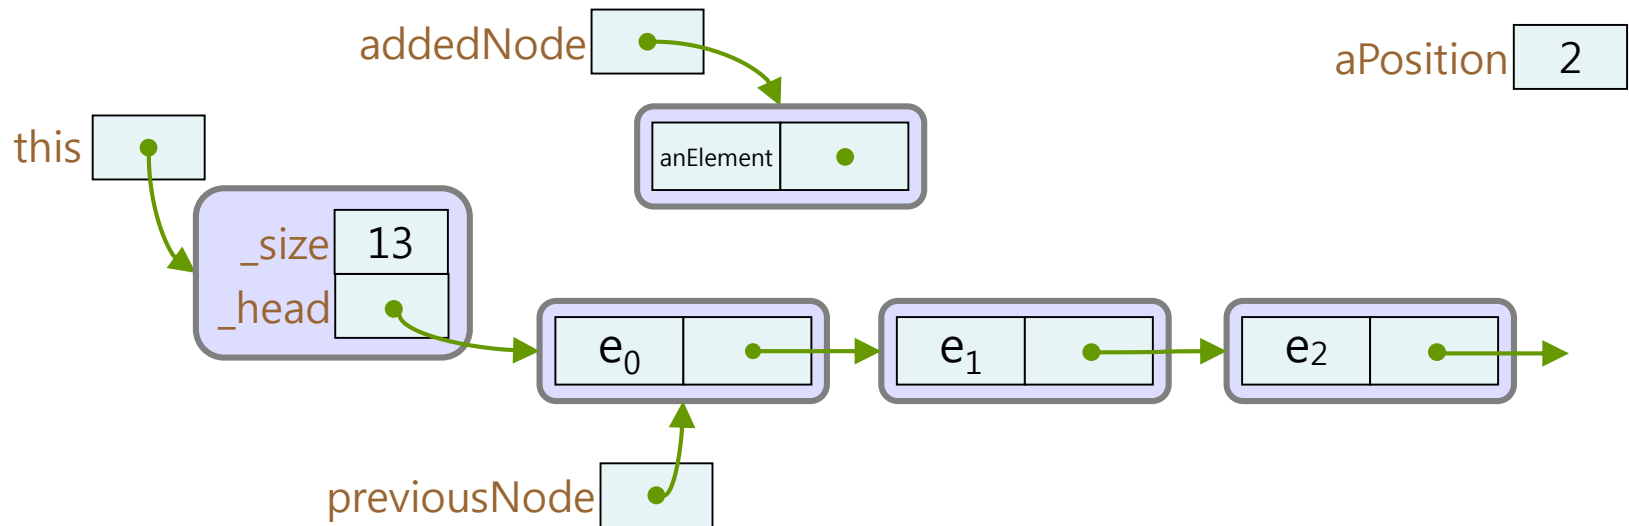 addedNode
aPosition 2
this
anElement
_size 13
_head
e₀ e₁ e2
previousNode